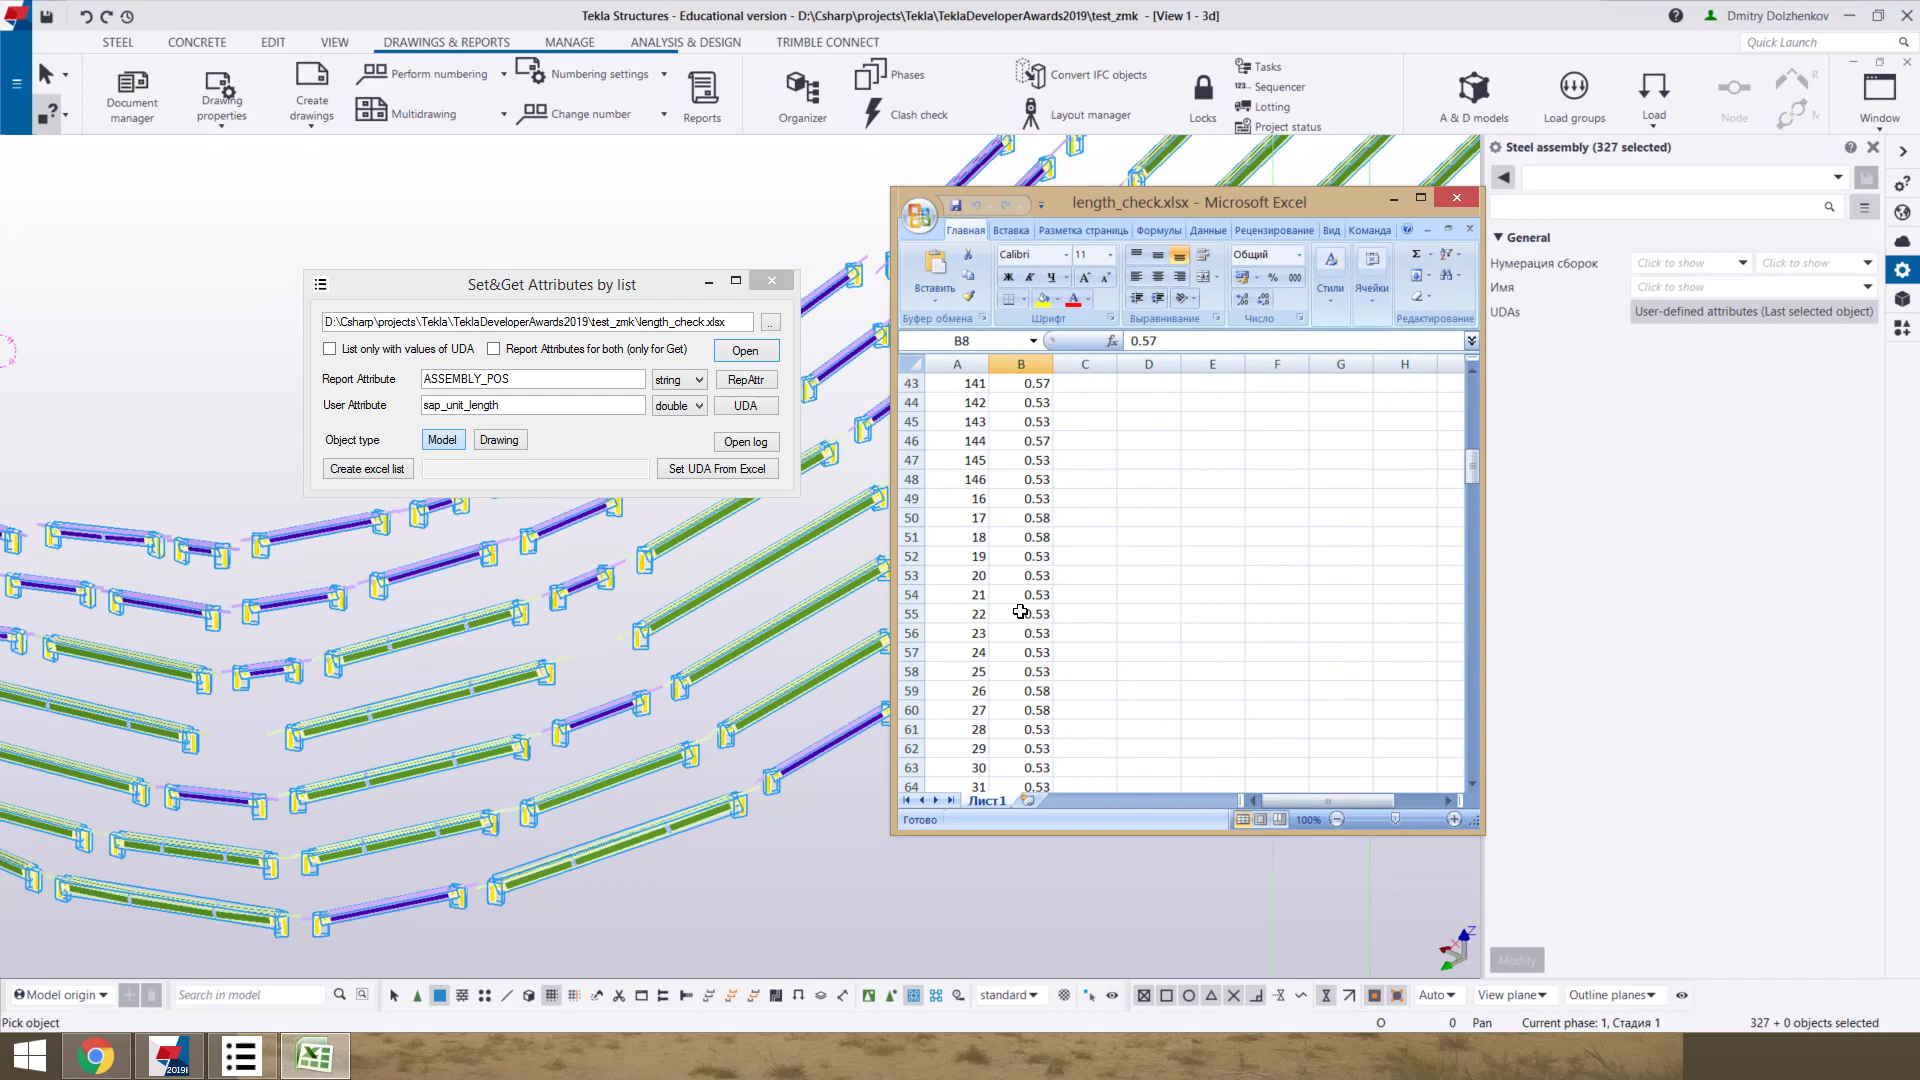 Tekla Structures - Educational version - D:\Csharp\projects\Tekla\TeklaDeveloperAwards2019\test_zmk - [View 1 - 3d]
Dmitry Dolzhenkov
STEEL CONCRETE EDIT VIEW DRAWINGS & REPORTS MANAGE ANALYSIS & DESIGN TRIMBLE CONNECT
Quick Launch
Document manager
Drawing properties
Create drawings
Perform numbering
Multidrawing
Numbering settings
Change number
Reports
Organizer
Phases
Clash check
Convert IFC objects
Layout manager
Locks
Tasks
Sequencer
Lotting
Project status
A & D models
Load groups
Load
Node
R
M
Window
Steel assembly (327 selected)
General
Нумерация сборок Click to show Click to show
Имя Click to show
UDAs User-defined attributes (Last selected object)
Modify
Set&Get Attributes by list
D:\Csharp\projects\Tekla\TeklaDeveloperAwards2019\test_zmk\length_check.xlsx ..
List only with values of UDA Report Attributes for both (only for Get) Open
Report Attribute ASSEMBLY_POS string RepAttr
User Attribute sap_unit_length double UDA
Object type Model Drawing Open log
Create excel list Set UDA From Excel
length_check.xlsx - Microsoft Excel
Главная Вставка Разметка страниц Формулы Данные Рецензирование Вид Команда
Вставить
Calibri 11
Ж К Ч
Общий
% 000
Стили
Ячейки
Σ
Буфер обмена Шрифт Выравнивание Число Редактирование
B8 fx 0.57
A B C D E F G H
43 141 0.57
44 142 0.53
45 143 0.53
46 144 0.57
47 145 0.53
48 146 0.53
49 16 0.53
50 17 0.58
51 18 0.58
52 19 0.53
53 20 0.53
54 21 0.53
55 22 0.53
56 23 0.53
57 24 0.53
58 25 0.53
59 26 0.58
60 27 0.58
61 28 0.53
62 29 0.53
63 30 0.53
64 31 0.53
Лист1
Готово 100%
Z
Model origin Search in model standard Auto View plane Outline planes
Pick object O 0 Pan Current phase: 1, Стадия 1 327 + 0 objects selected
2019i